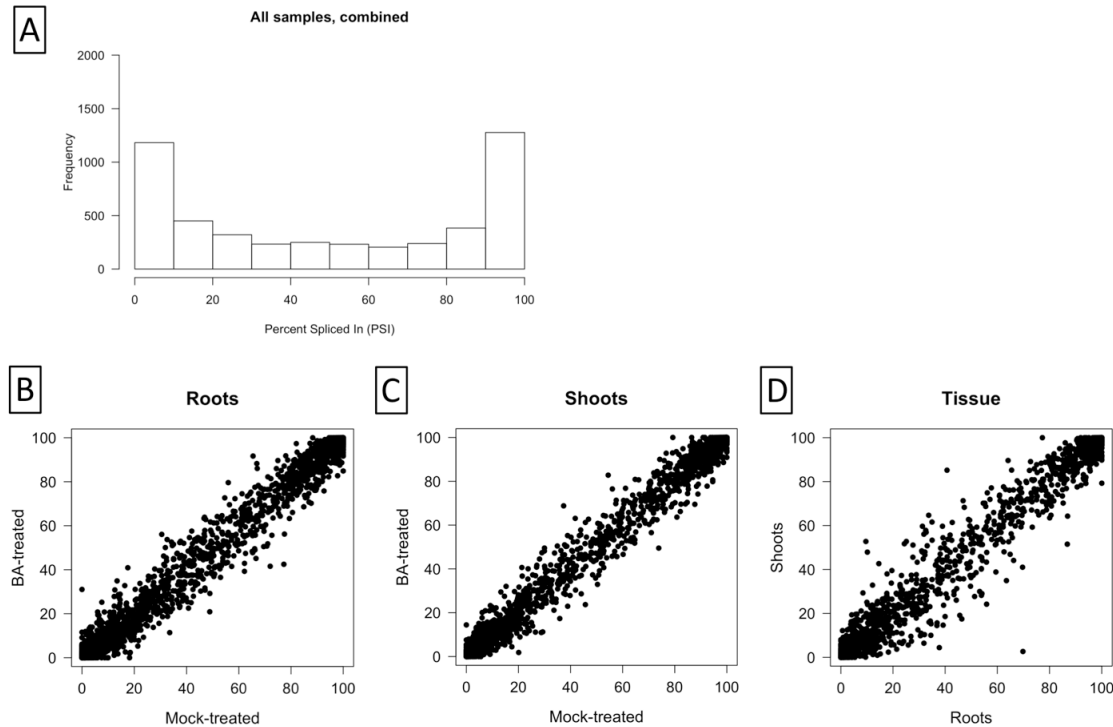 A
All samples, combined
2000
1500
1000
500
0
Frequency
0 20 40 60 80 100
Percent Spliced In (PSI)
B
Roots
100
80
60
40
20
0
BA-treated
0 20 40 60 80 100
Mock-treated
C
Shoots
100
80
60
40
20
0
BA-treated
0 20 40 60 80 100
Mock-treated
D
Tissue
100
80
60
40
20
0
Shoots
0 20 40 60 80 100
Roots